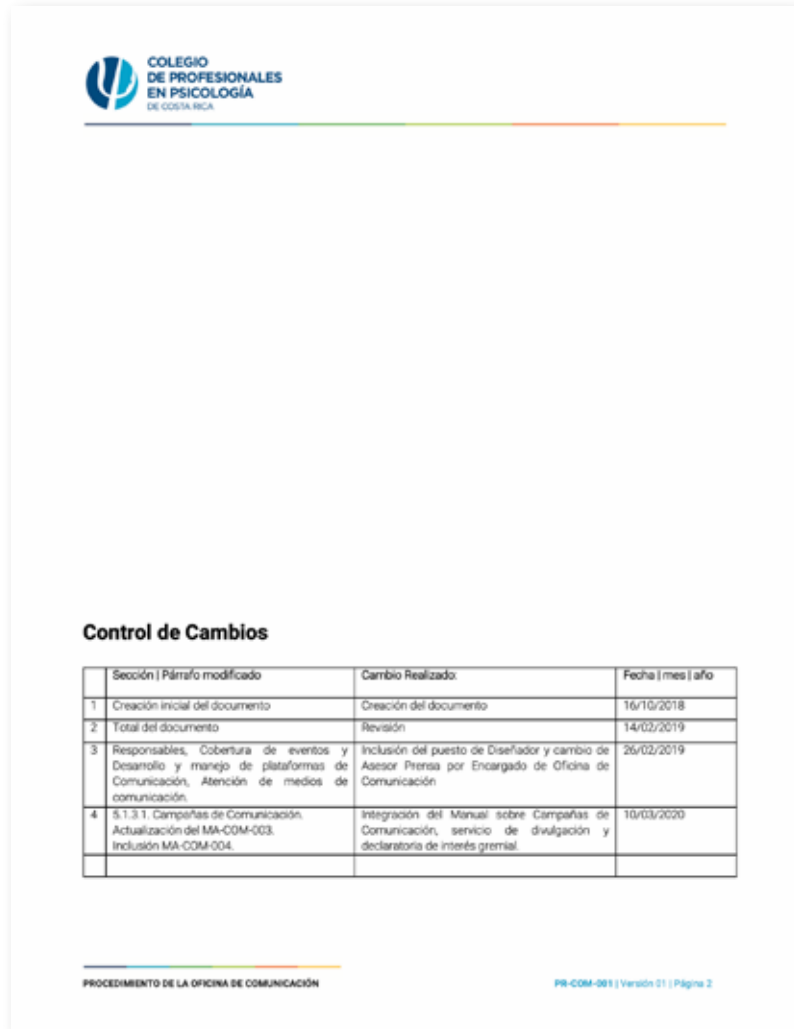 COLEGIO
DE PROFESIONALES
EN PSICOLOGÍA
DE COSTA RICA
Control de Cambios
Sección | Párrafo modificado Cambio Realizado: Fecha | mes | año
1 Creación inicial del documento Creación del documento 16/10/2018
2 Total del documento Revisión 14/02/2019
3 Responsables, Cobertura de eventos y Inclusión del puesto de Diseñador y cambio de 26/02/2019
Desarrollo y manejo de plataformas de Asesor Prensa por Encargado de Oficina de
Comunicación, Atención de medios de Comunicación
comunicación.
4 5.1.3.1. Campañas de Comunicación. Integración del Manual sobre Campañas de 10/03/2020
Actualización del MA-COM-003. Comunicación, servicio de divulgación y
Inclusión MA-COM-004. declaratoria de interés gremial.
PROCEDIMIENTO DE LA OFICINA DE COMUNICACIÓN PR-COM-001 | Versión 01 | Página 2